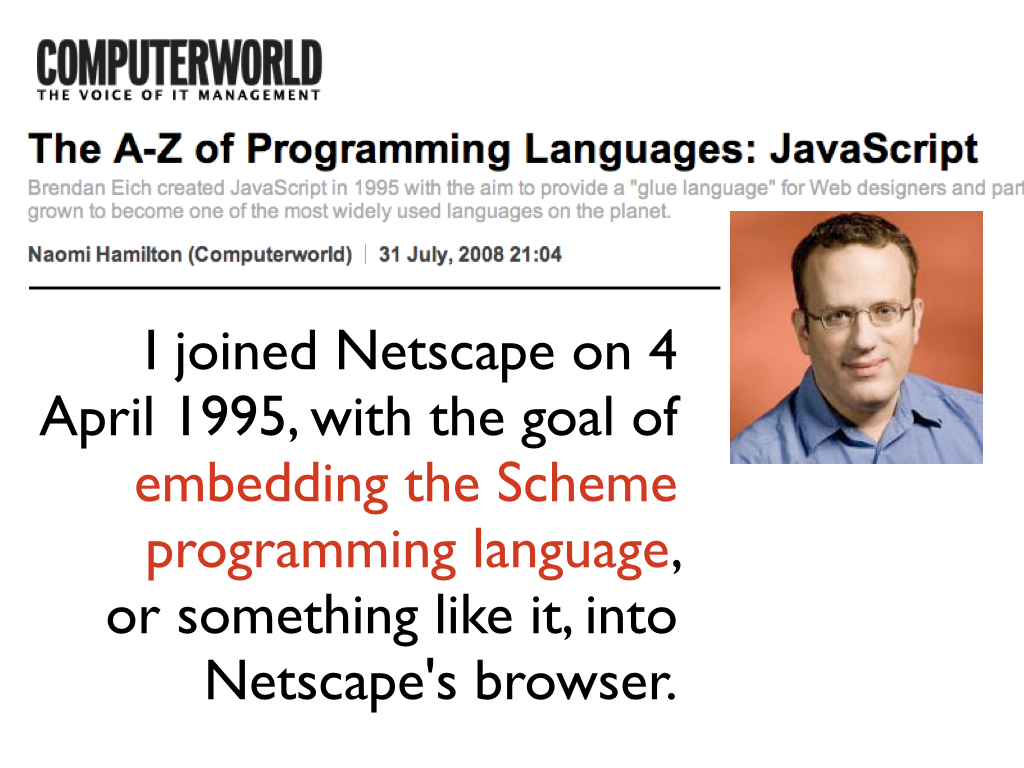 COMPUTERWORLD
THE VOICE OF IT MANAGEMENT
The A-Z of Programming Languages: JavaScript
Brendan Eich created JavaScript in 1995 with the aim to provide a "glue language" for Web designers and part
grown to become one of the most widely used languages on the planet.
Naomi Hamilton (Computerworld) | 31 July, 2008 21:04
I joined Netscape on 4
April 1995, with the goal of
embedding the Scheme
programming language,
or something like it, into
Netscape's browser.